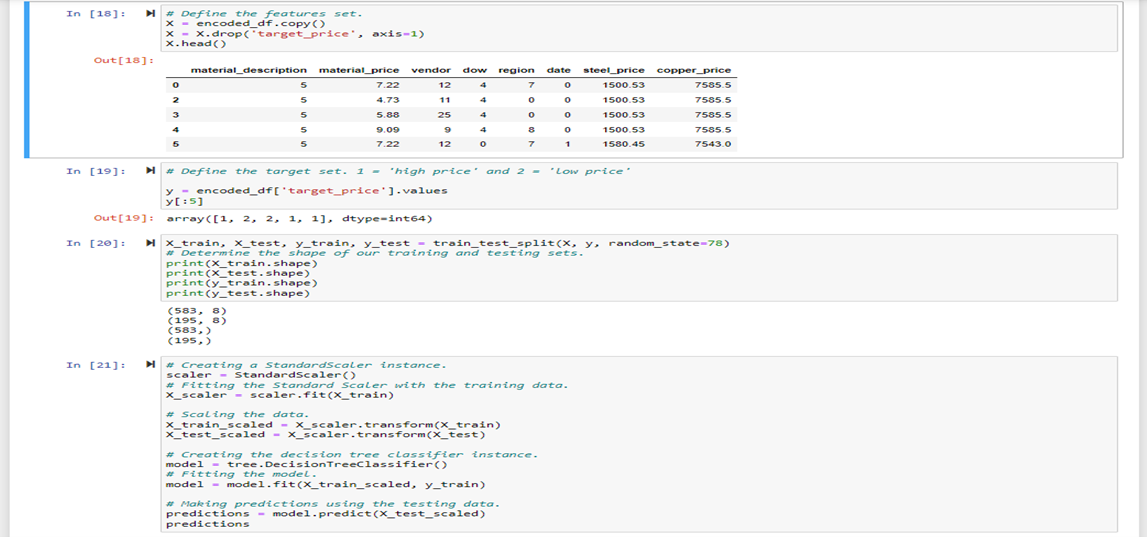 In [18]: # Define the features set.
X = encoded_df.copy()
X = X.drop('target_price', axis=1)
X.head()
Out[18]:
material_description material_price vendor dow region date steel_price copper_price
0 5 7.22 12 4 7 0 1500.53 7585.5
2 5 4.73 11 4 0 0 1500.53 7585.5
3 5 5.88 25 4 0 0 1500.53 7585.5
4 5 9.09 9 4 8 0 1500.53 7585.5
5 5 7.22 12 0 7 1 1580.45 7543.0
In [19]: # Define the target set. 1 = 'high price' and 2 = 'low price'
y = encoded_df['target_price'].values
y[:5]
Out[19]: array([1, 2, 2, 1, 1], dtype=int64)
In [20]: X_train, X_test, y_train, y_test = train_test_split(X, y, random_state=78)
# Determine the shape of our training and testing sets.
print(X_train.shape)
print(X_test.shape)
print(y_train.shape)
print(y_test.shape)
(583, 8)
(195, 8)
(583,)
(195,)
In [21]: # Creating a StandardScaler instance.
scaler = StandardScaler()
# Fitting the Standard Scaler with the training data.
X_scaler = scaler.fit(X_train)
# Scaling the data.
X_train_scaled = X_scaler.transform(X_train)
X_test_scaled = X_scaler.transform(X_test)
# Creating the decision tree classifier instance.
model = tree.DecisionTreeClassifier()
# Fitting the model.
model = model.fit(X_train_scaled, y_train)
# Making predictions using the testing data.
predictions = model.predict(X_test_scaled)
predictions